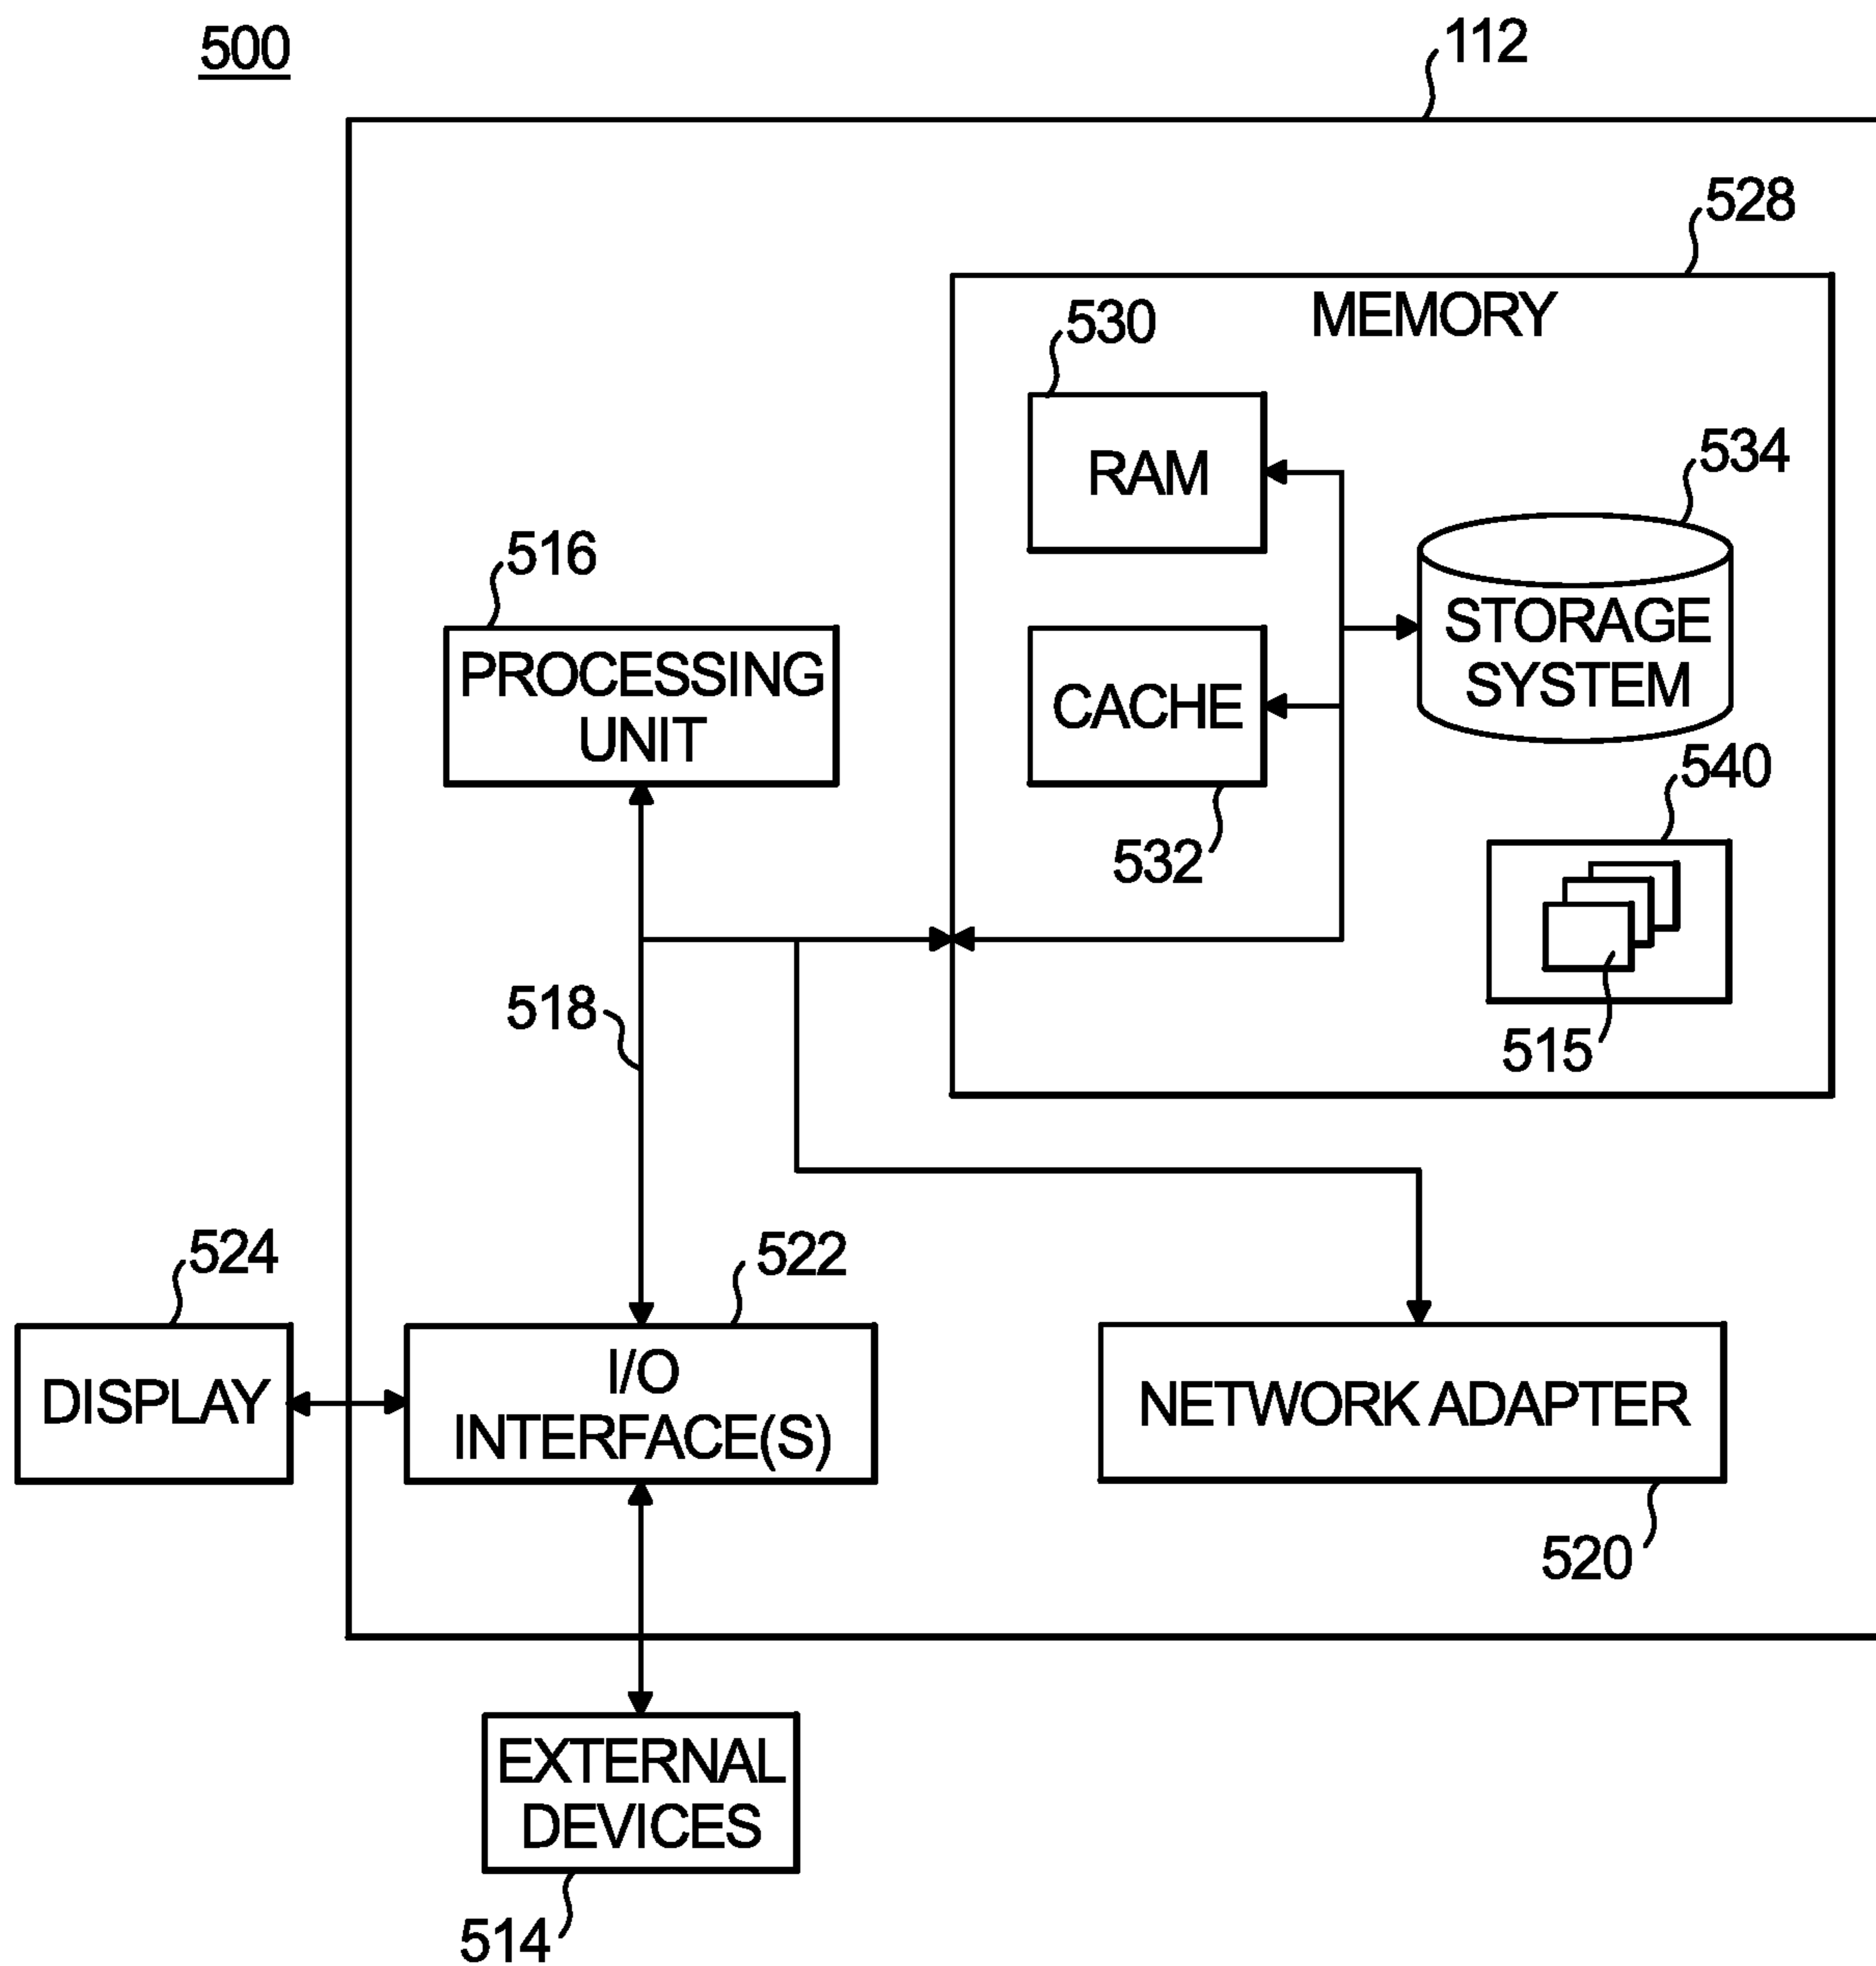 500
112
528
MEMORY
530
RAM
534
STORAGE
SYSTEM
516
PROCESSING
UNIT
CACHE
532
540
515
518
524
DISPLAY
522
I/O
INTERFACE(S)
NETWORK ADAPTER
520
EXTERNAL
DEVICES
514